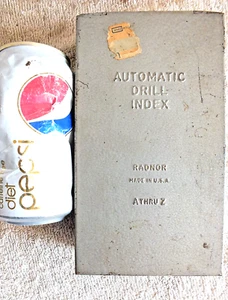 AUTOMATIC
DRILL
INDEX
RADNOR
MADE IN U.S.A.
A THRU Z
diet
pepsi